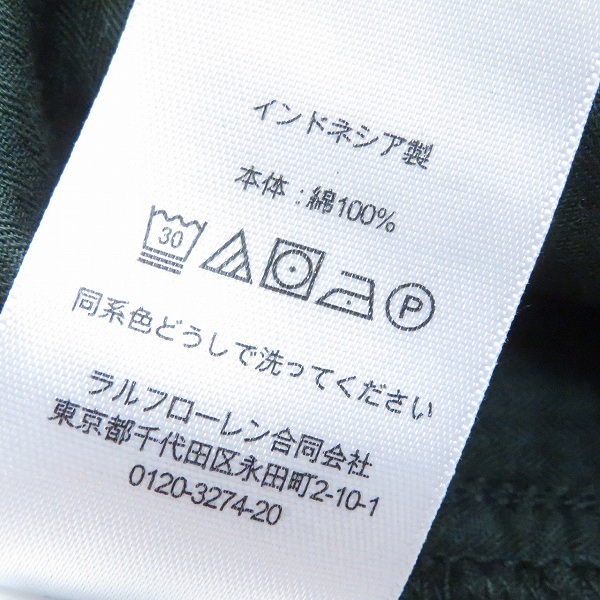 インドネシア製
本体：綿100%
30
P
同系色どうしで洗ってください
ラルフローレン合同会社
東京都千代田区永田町2-10-1
0120-3274-20